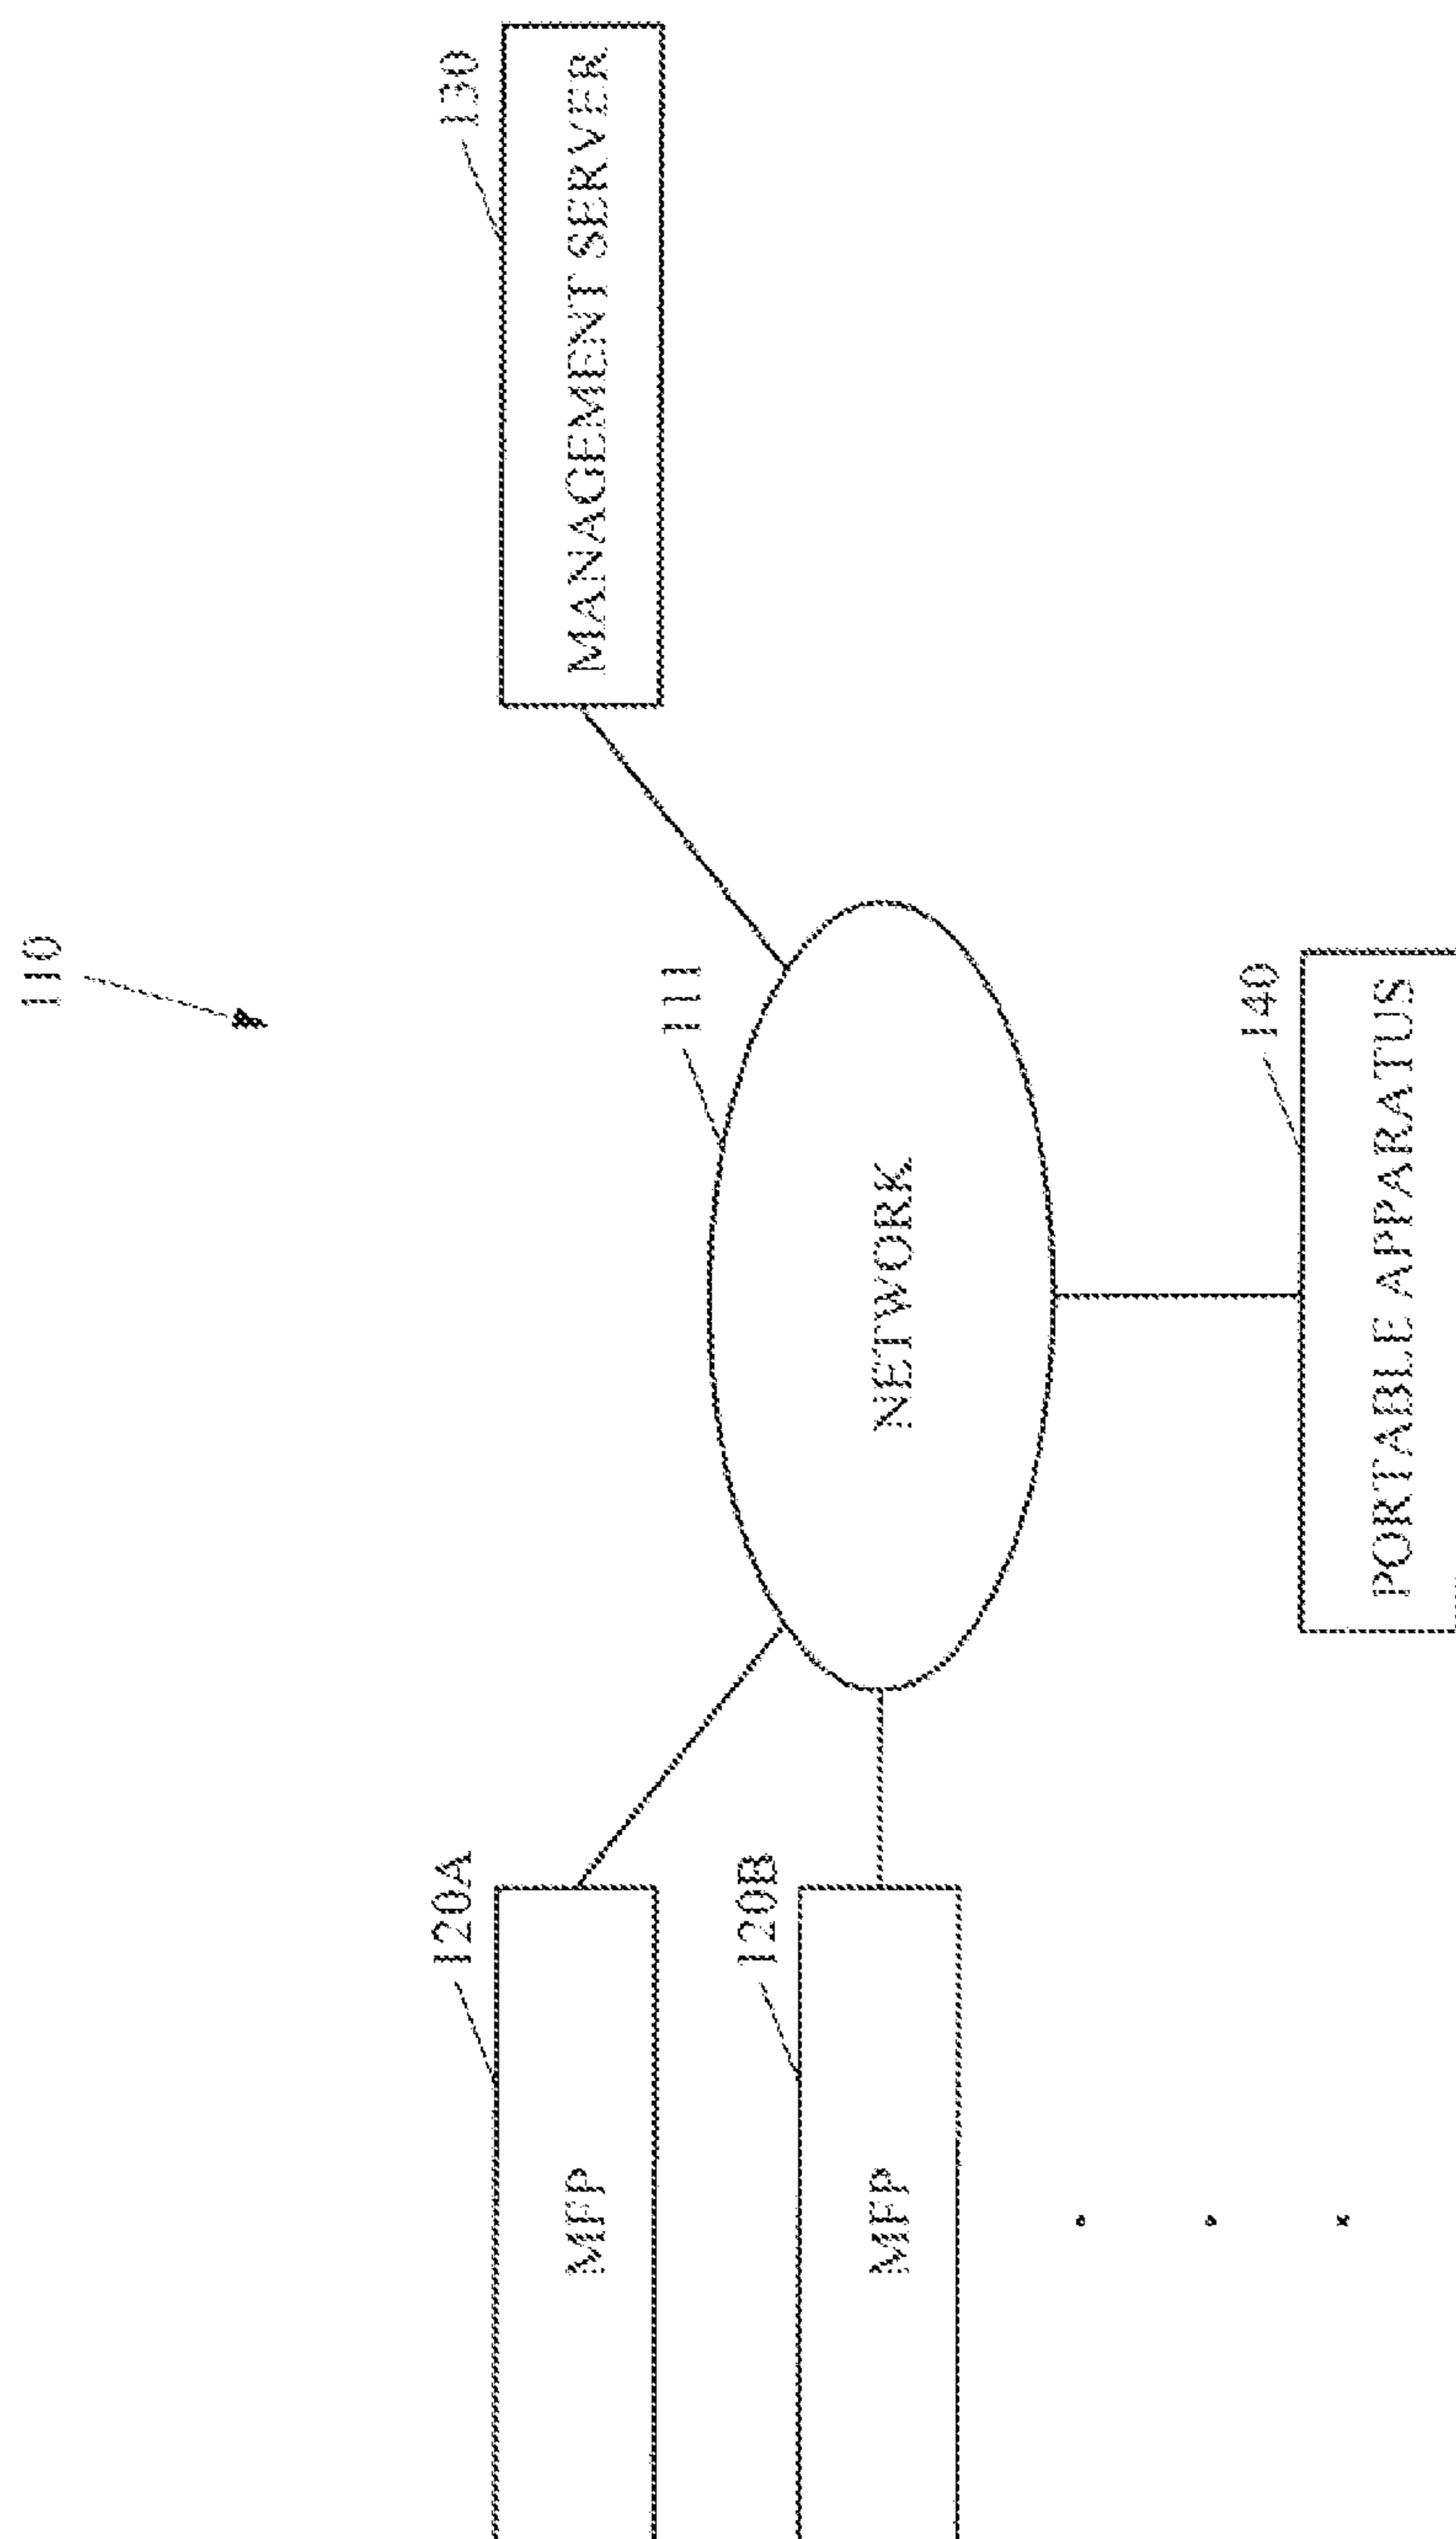 110
120A
MFP
120B
MFP
111
NETWORK
130
MANAGEMENT SERVER
140
PORTABLE APPARATUS